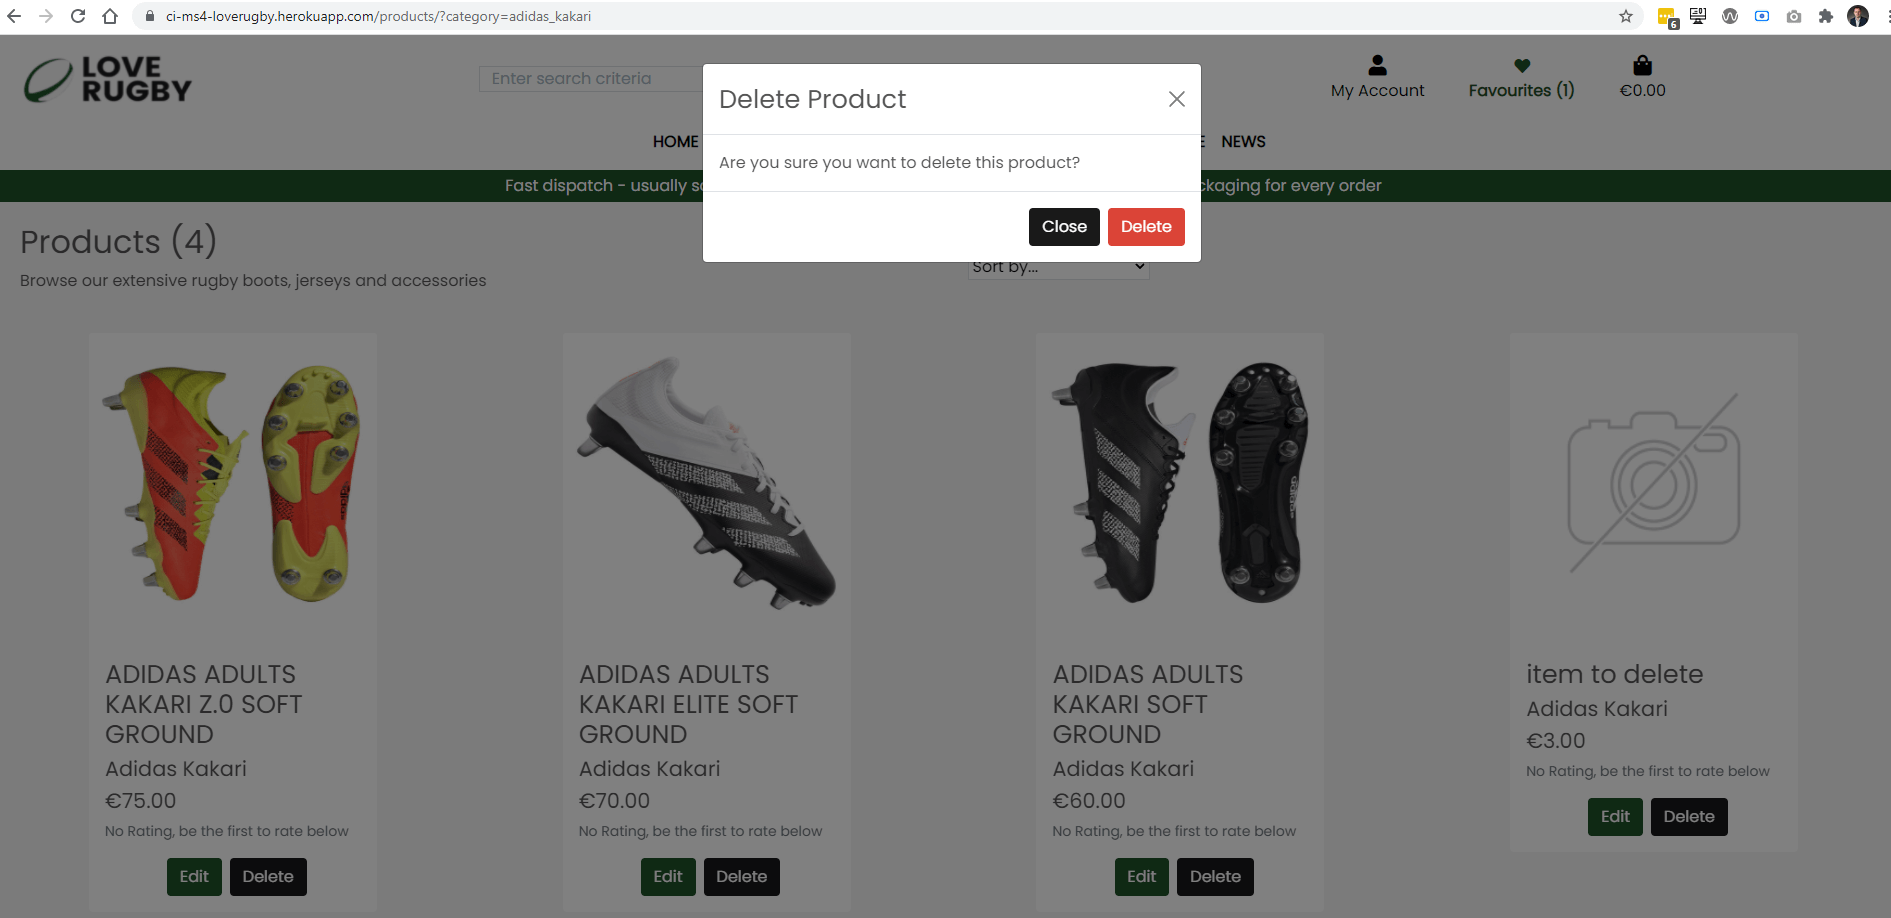 ci-ms4-loverugby.herokuapp.com/products/?category=adidas_kakari
6
LOVE
RUGBY
Enter search criteria
Delete Product
My Account
Favourites (1)
€0.00
HOME
NEWS
Are you sure you want to delete this product?
Fast dispatch - usually
for every order
Close
Delete
Products (4)
Sort by...
Browse our extensive rugby boots, jerseys and accessories
ADIDAS ADULTS
KAKARI Z.0 SOFT
GROUND
Adidas Kakari
€75.00
No Rating, be the first to rate below
Edit
Delete
ADIDAS ADULTS
KAKARI ELITE SOFT
GROUND
Adidas Kakari
€70.00
No Rating, be the first to rate below
Edit
Delete
ADIDAS ADULTS
KAKARI SOFT
GROUND
Adidas Kakari
€60.00
No Rating, be the first to rate below
Edit
Delete
item to delete
Adidas Kakari
€3.00
No Rating, be the first to rate below
Edit
Delete